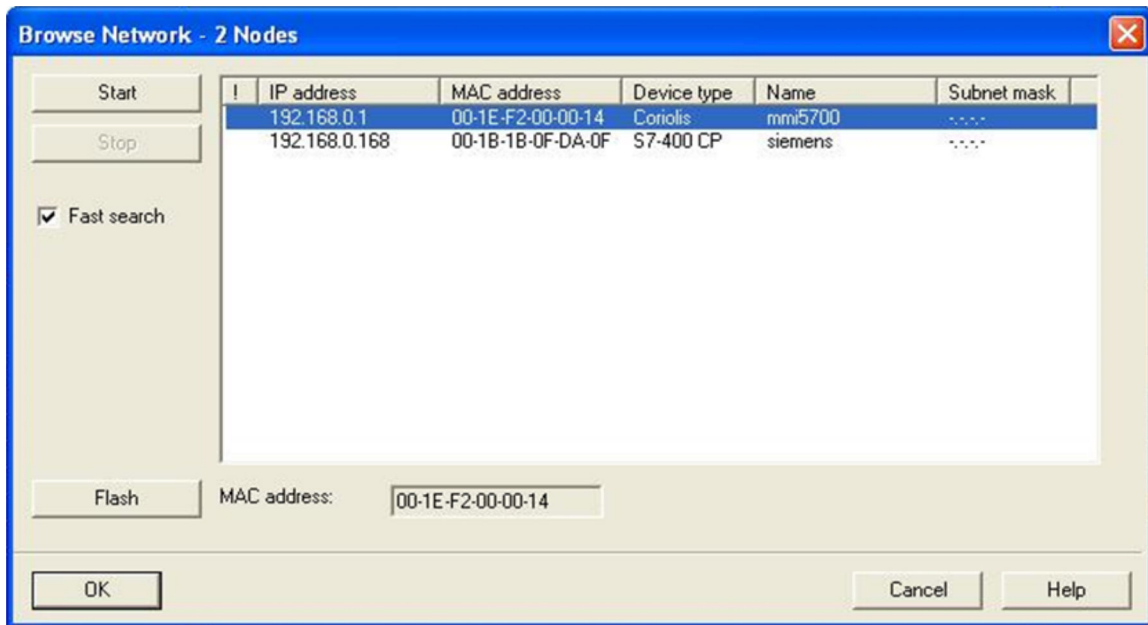 Browse Network - 2 Nodes
Start
Stop
Fast search
! IP address MAC address Device type Name Subnet mask
192.168.0.1 00-1E-F2-00-00-14 Coriolis mmi5700 -.-.-.-
192.168.0.168 00-1B-1B-0F-DA-0F S7-400 CP siemens -.-.-.-
Flash MAC address: 00-1E-F2-00-00-14
OK Cancel Help